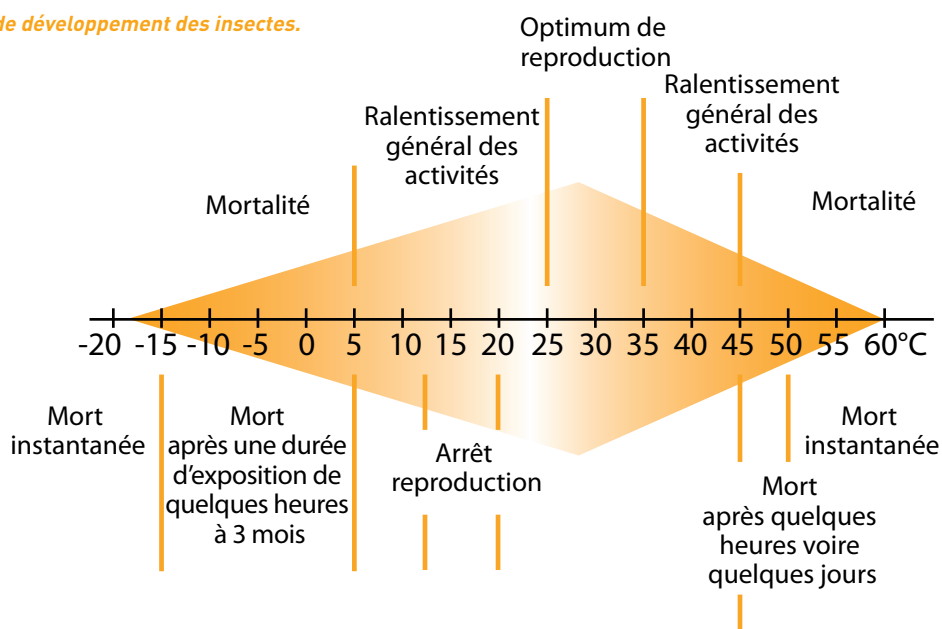 de développement des insectes.
Optimum de
reproduction
Ralentissement
général des
activités
Ralentissement
général des
activités
Mortalité
Mortalité
-20 -15 -10 -5 0 5 10 15 20 25 30 35 40 45 50 55 60°C
Mort
instantanée
Mort
après une durée
d'exposition de
quelques heures
à 3 mois
Arrêt
reproduction
Mort
après quelques
heures voire
quelques jours
Mort
instantanée